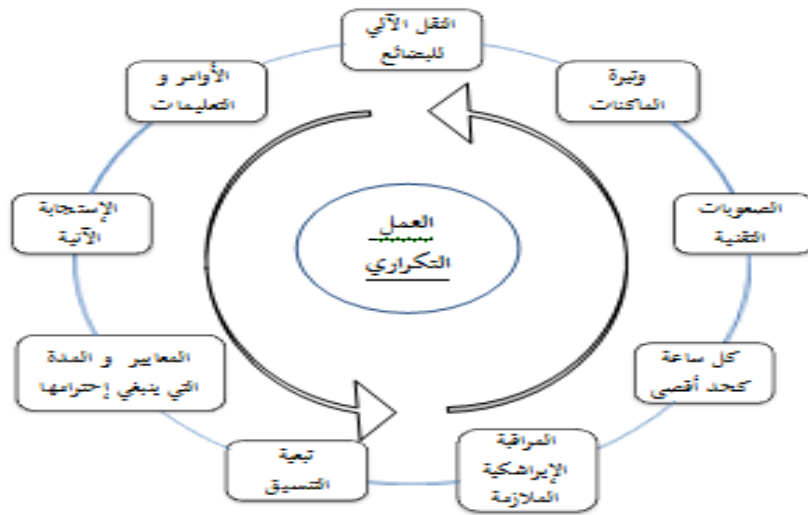 النقل الآلي
للبضائع
وتيرة
الماكنات
الصعوبات
التقنية
كل ساعة
كحد أقصى
المراقبة
الإيراشكية
الملازمة
تبعية
التنسيق
المعايير و المدة
التي ينبغي إحترامها
الإستجابة
الآنية
الأوامر و
التعليمات
العمل
التكراري